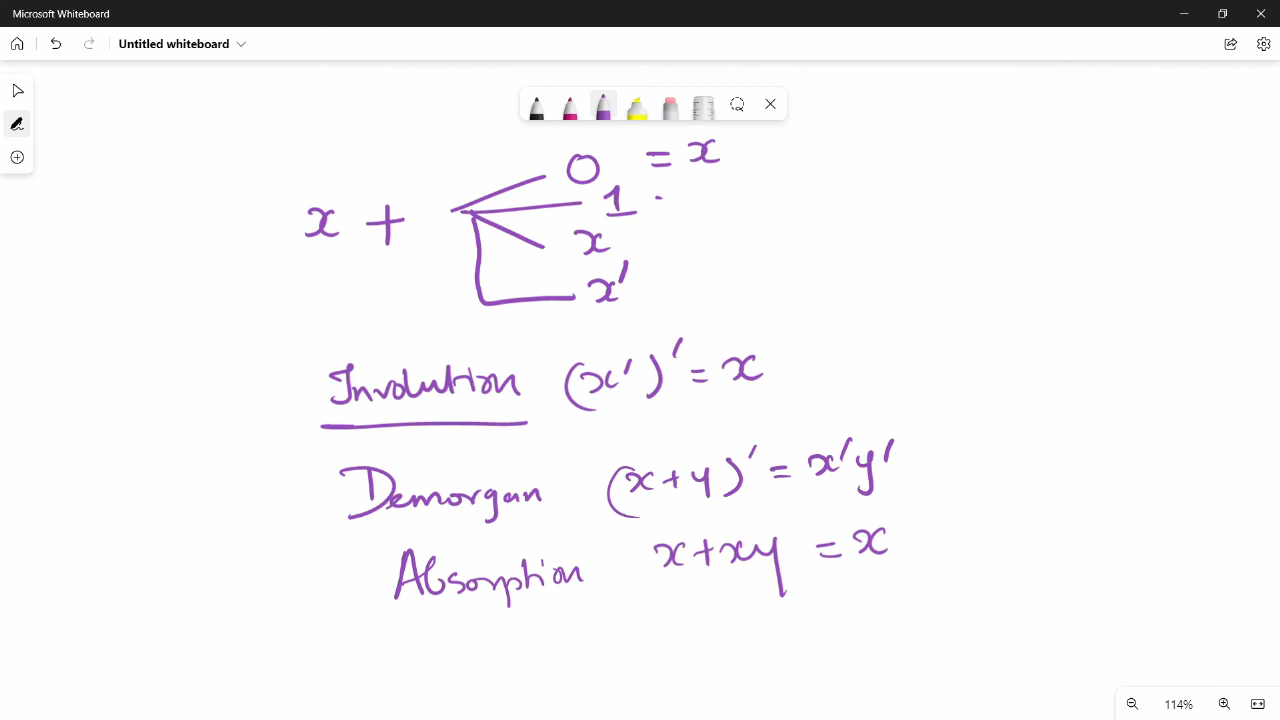 Microsoft Whiteboard
Untitled whiteboard
0 = x
x + 1 -
x
x'
Involution (x')' = x
Demorgan (x+y)' = x'y'
Absorption x+xy = x
114%